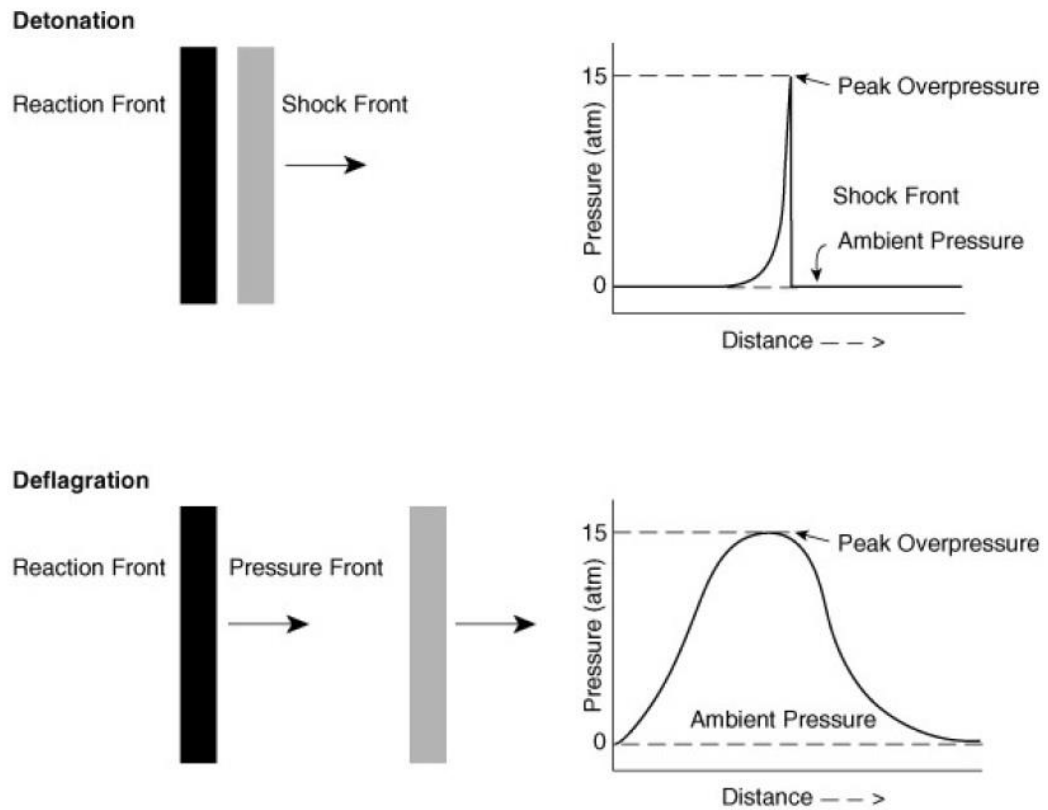 Detonation
Reaction Front
Shock Front
Pressure (atm)
15
Peak Overpressure
Shock Front
Ambient Pressure
0
Distance — — >
Deflagration
Reaction Front
Pressure Front
Pressure (atm)
15
Peak Overpressure
Ambient Pressure
0
Distance — — >